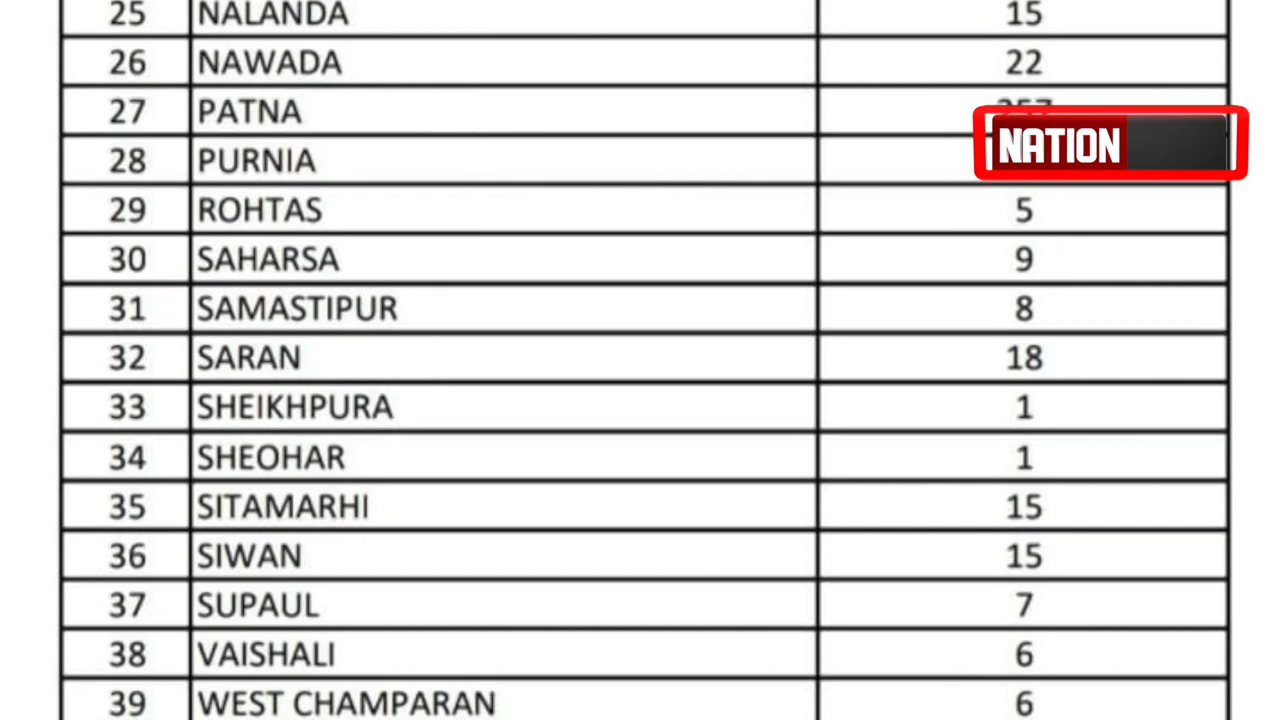 25 NALANDA 15
26 NAWADA 22
27 PATNA
NATION
28 PURNIA
29 ROHTAS 5
30 SAHARSA 9
31 SAMASTIPUR 8
32 SARAN 18
33 SHEIKHPURA 1
34 SHEOHAR 1
35 SITAMARHI 15
36 SIWAN 15
37 SUPAUL 7
38 VAISHALI 6
39 WEST CHAMPARAN 6